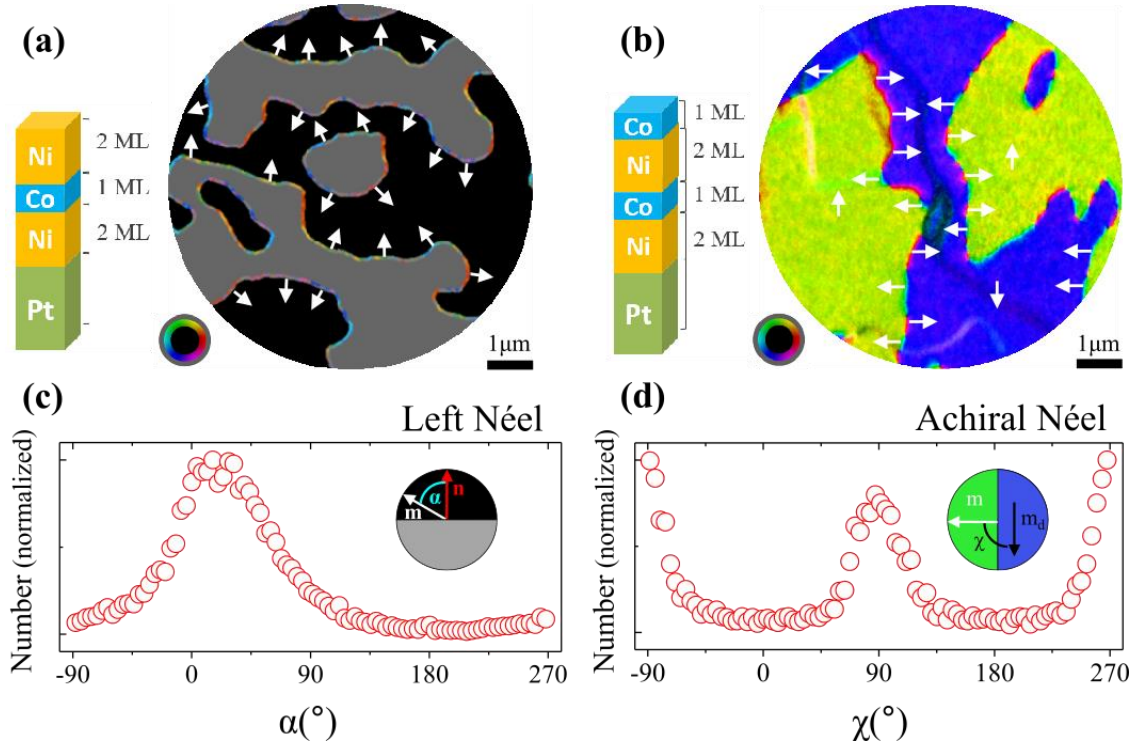 (a)
Ni
2 ML
Co
1 ML
Ni
2 ML
Pt
1μm
(b)
Co
1 ML
Ni
2 ML
Co
1 ML
Ni
2 ML
Pt
1μm
(c)
Left Néel
Number (normalized)
α
n
m
-90 0 90 180 270
α(°)
(d)
Achiral Néel
Number (normalized)
m
m_d
χ
-90 0 90 180 270
χ(°)